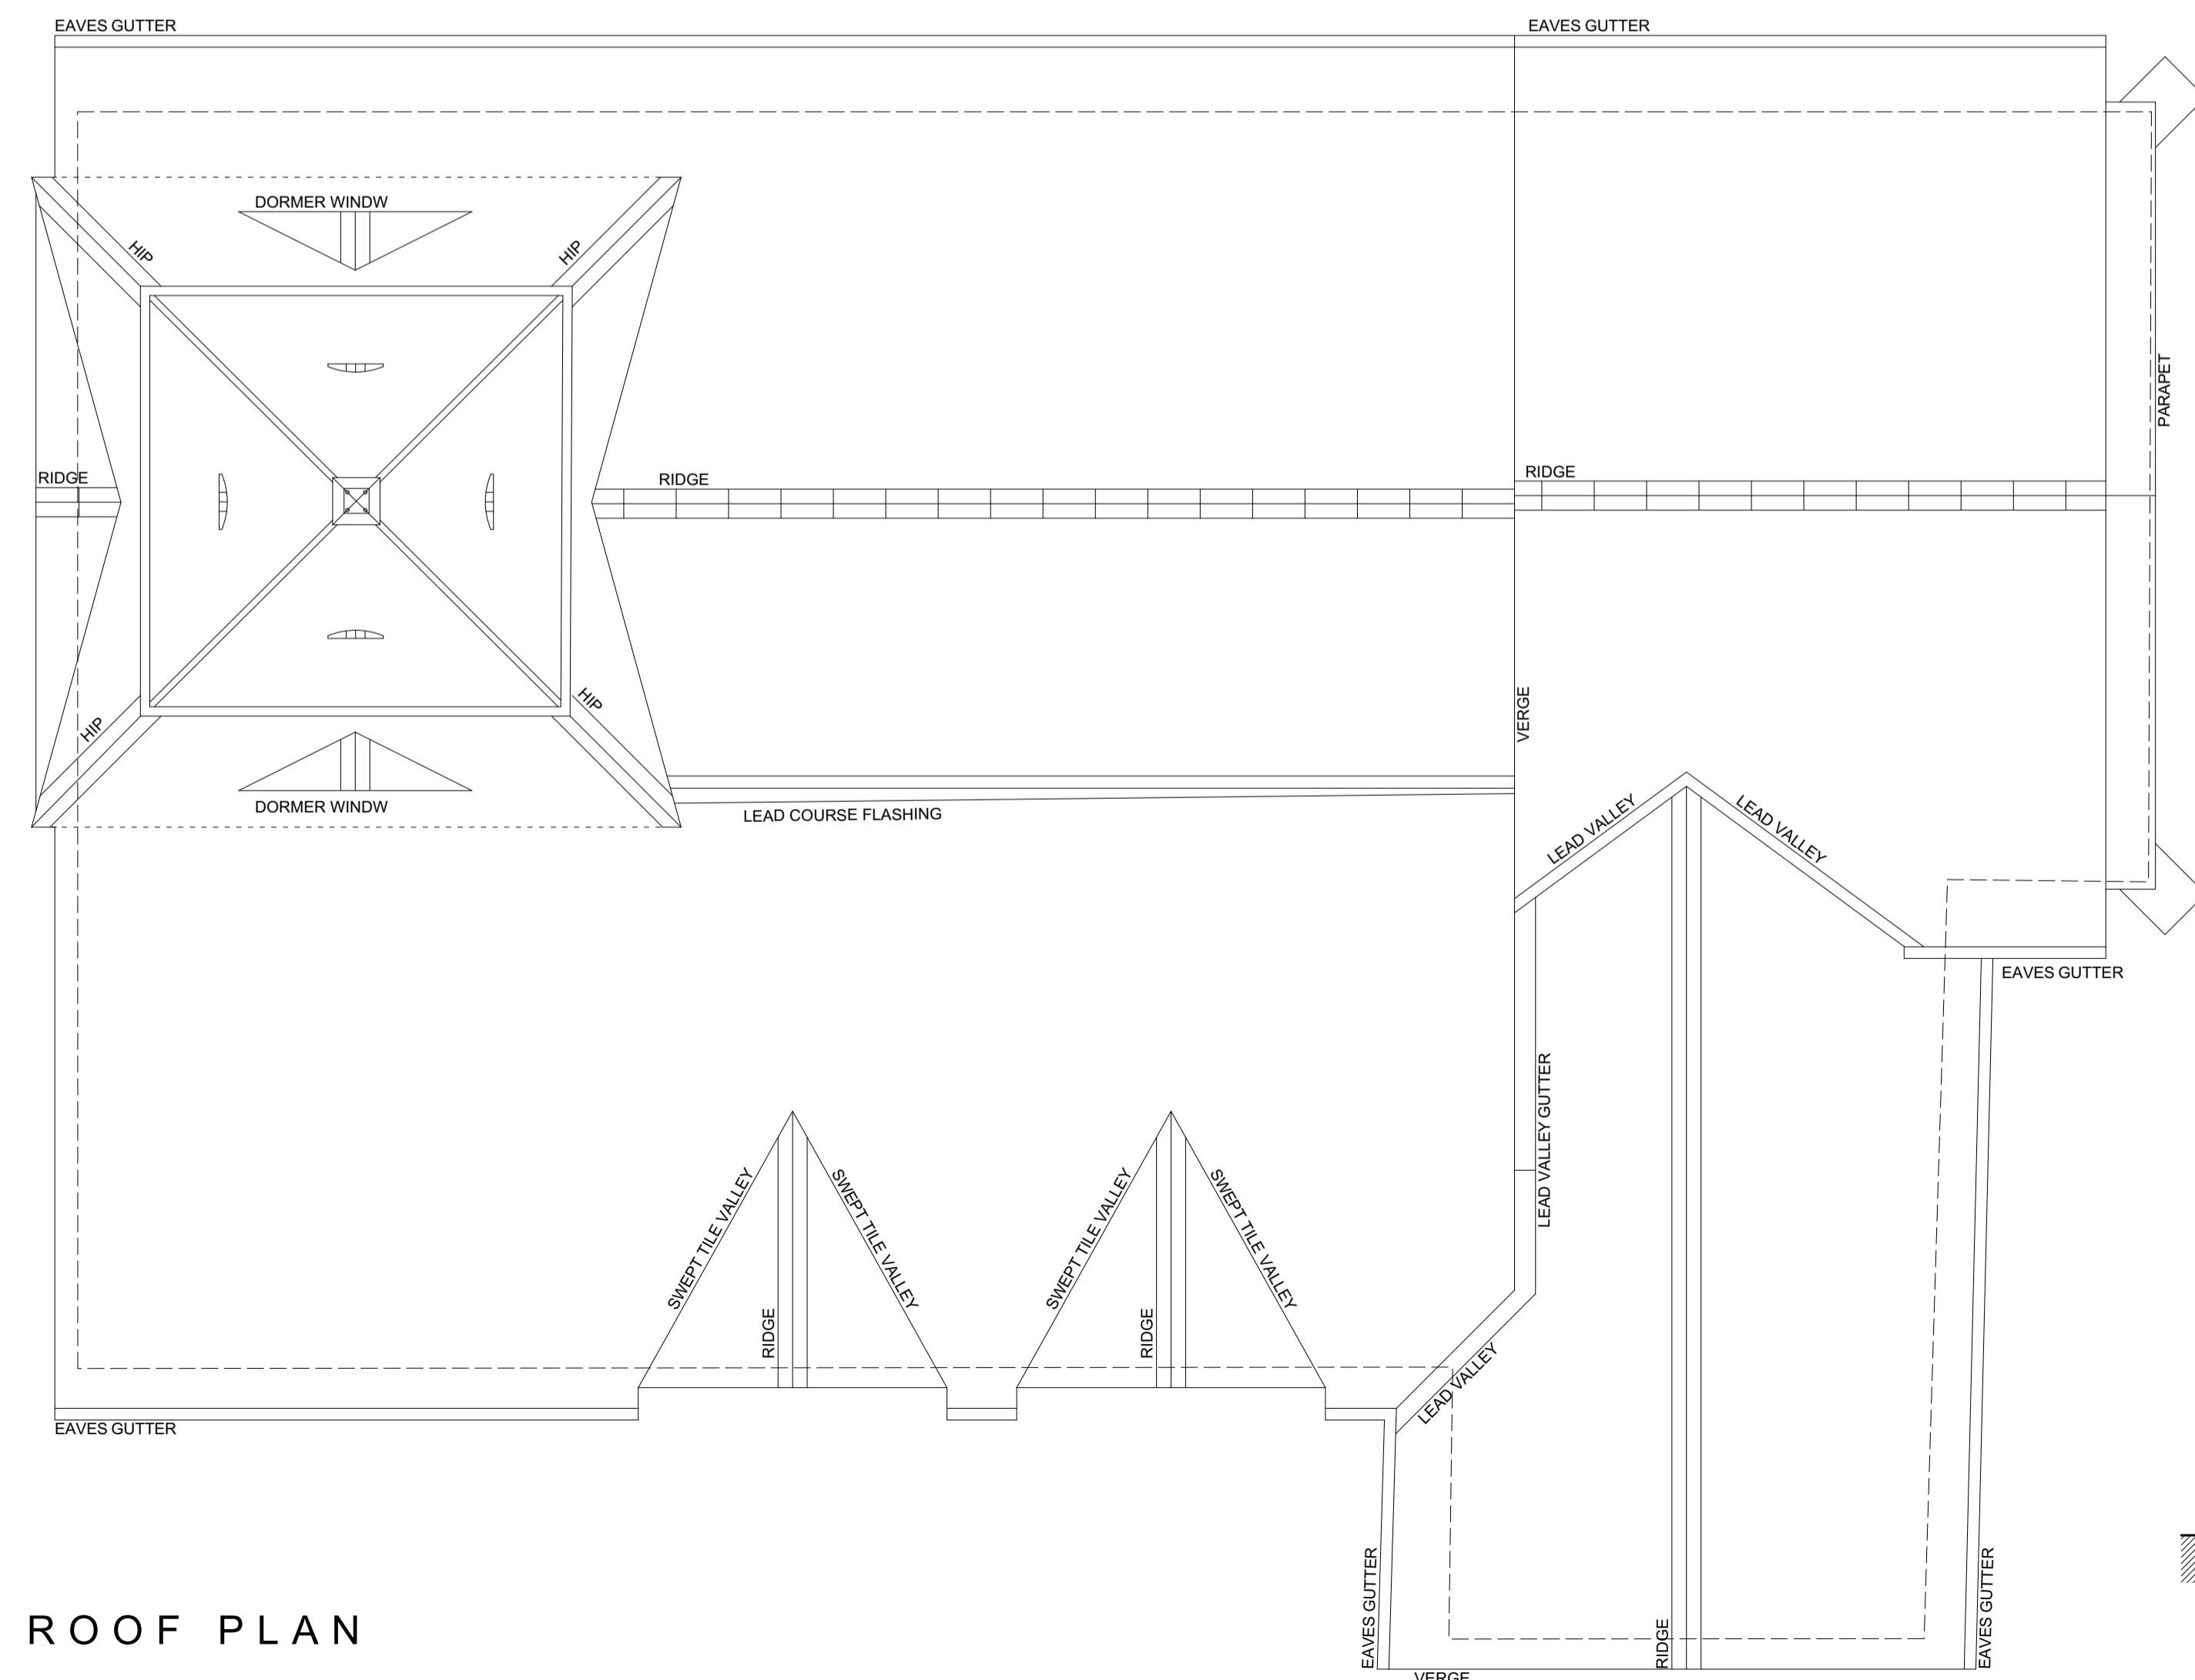 EAVES GUTTER
EAVES GUTTER
DORMER WINDW
HIP
HIP
PARAPET
RIDGE
RIDGE
RIDGE
HIP
HIP
VERGE
DORMER WINDW
LEAD COURSE FLASHING
LEAD VALLEY
LEAD VALLEY
EAVES GUTTER
LEAD VALLEY GUTTER
SWEPT TILE VALLEY
SWEPT TILE VALLEY
SWEPT TILE VALLEY
SWEPT TILE VALLEY
RIDGE
RIDGE
LEAD VALLEY
EAVES GUTTER
EAVES GUTTER
RIDGE
EAVES GUTTER
ROOF PLAN
VERGE